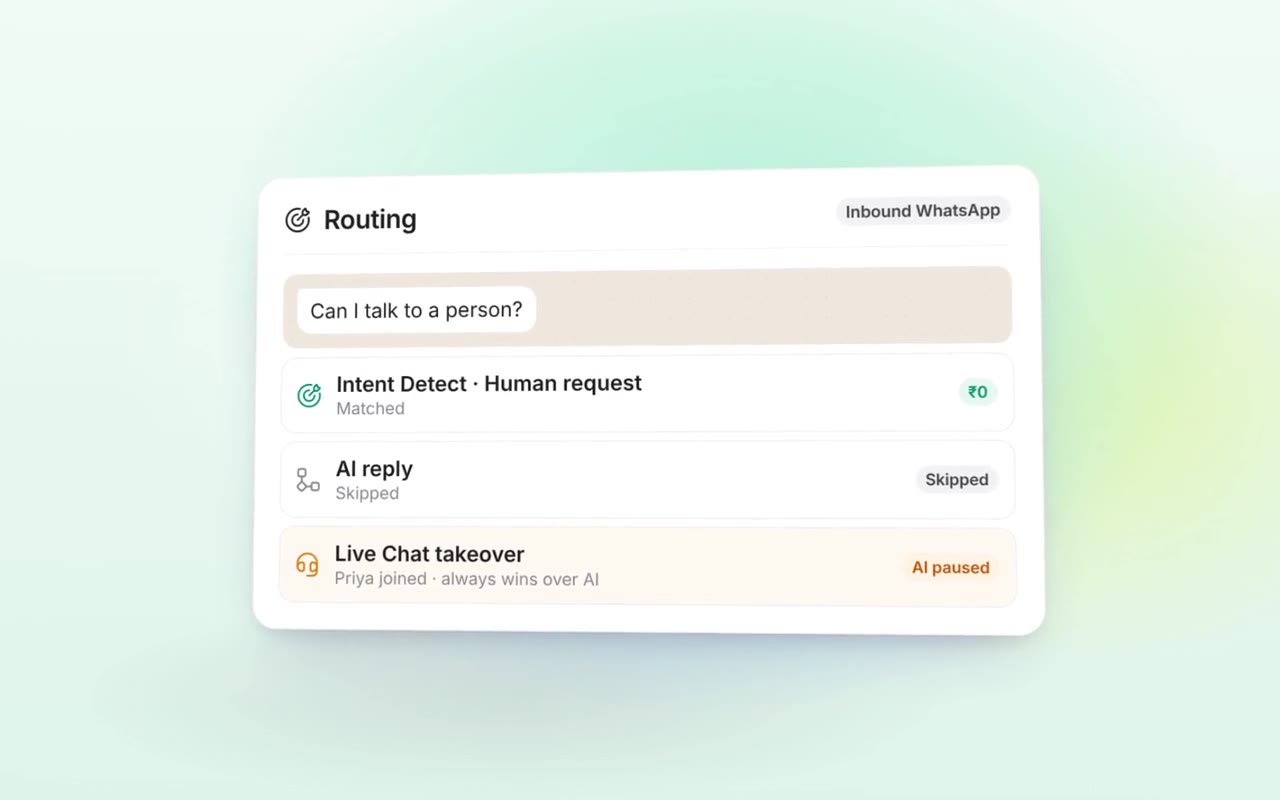 Routing
Inbound WhatsApp
Can I talk to a person?
Intent Detect · Human request
Matched
₹0
AI reply
Skipped
Skipped
Live Chat takeover
Priya joined · always wins over AI
AI paused